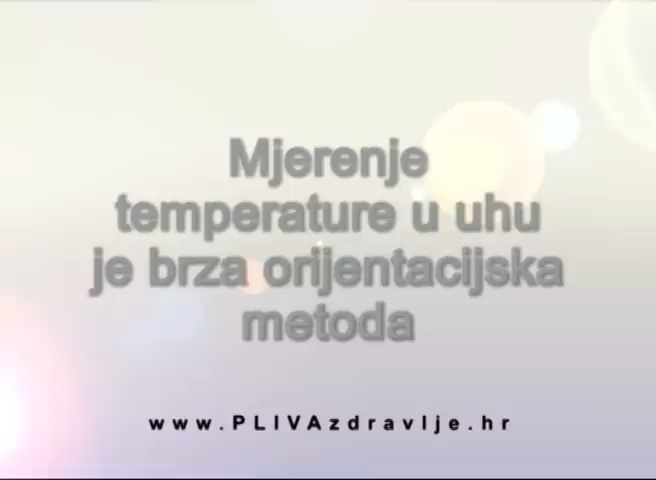 Mjerenje
temperature u uhu
je brza orijentacijska
metoda
www.PLIVAzdravlje.hr